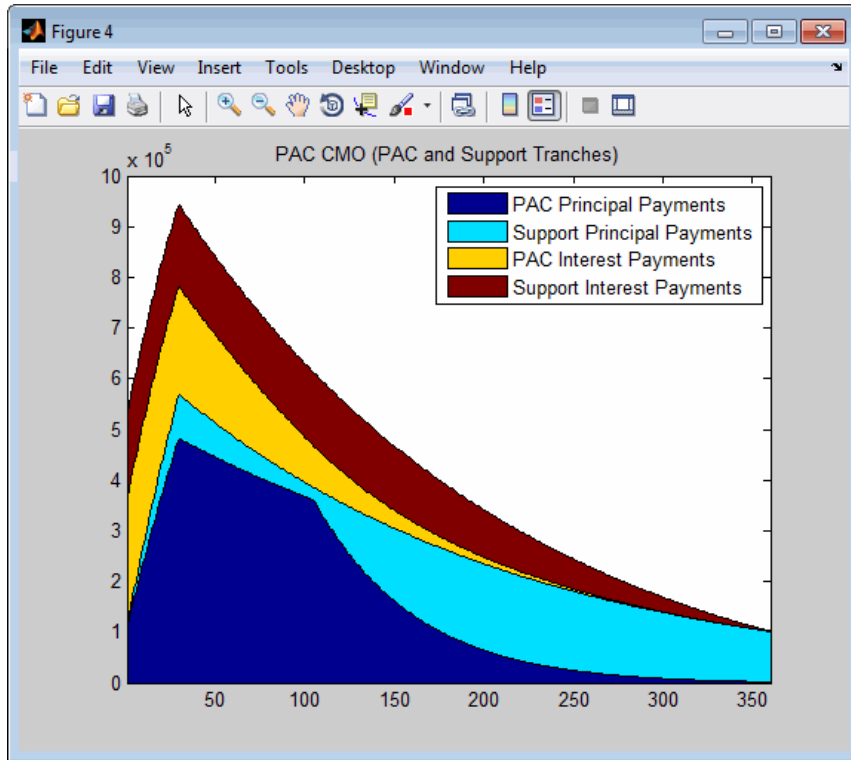 Figure 4
File Edit View Insert Tools Desktop Window Help
x 10^5
PAC CMO (PAC and Support Tranches)
10
9
8
7
6
5
4
3
2
1
0
50 100 150 200 250 300 350
PAC Principal Payments
Support Principal Payments
PAC Interest Payments
Support Interest Payments